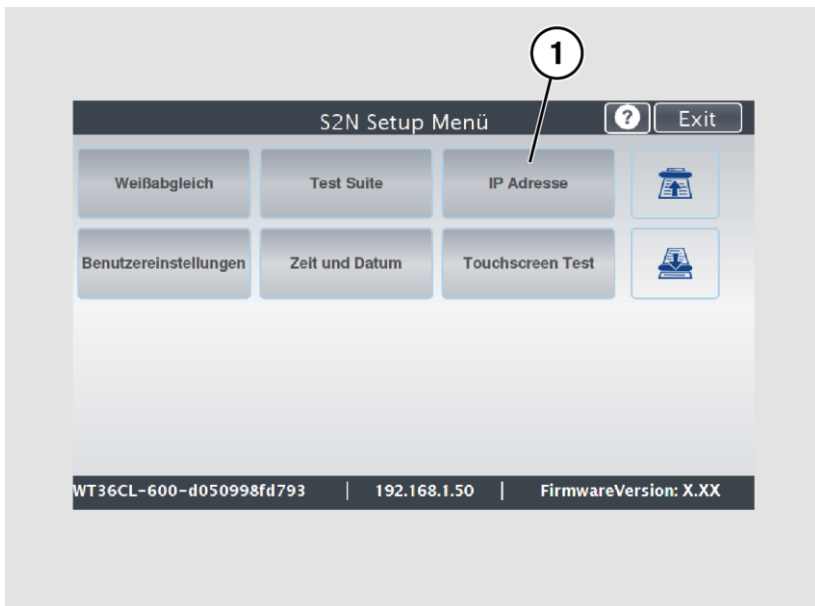 1
S2N Setup Menü ? Exit
Weißabgleich Test Suite IP Adresse
Benutzereinstellungen Zeit und Datum Touchscreen Test
WT36CL-600-d050998fd793 | 192.168.1.50 | FirmwareVersion: X.XX